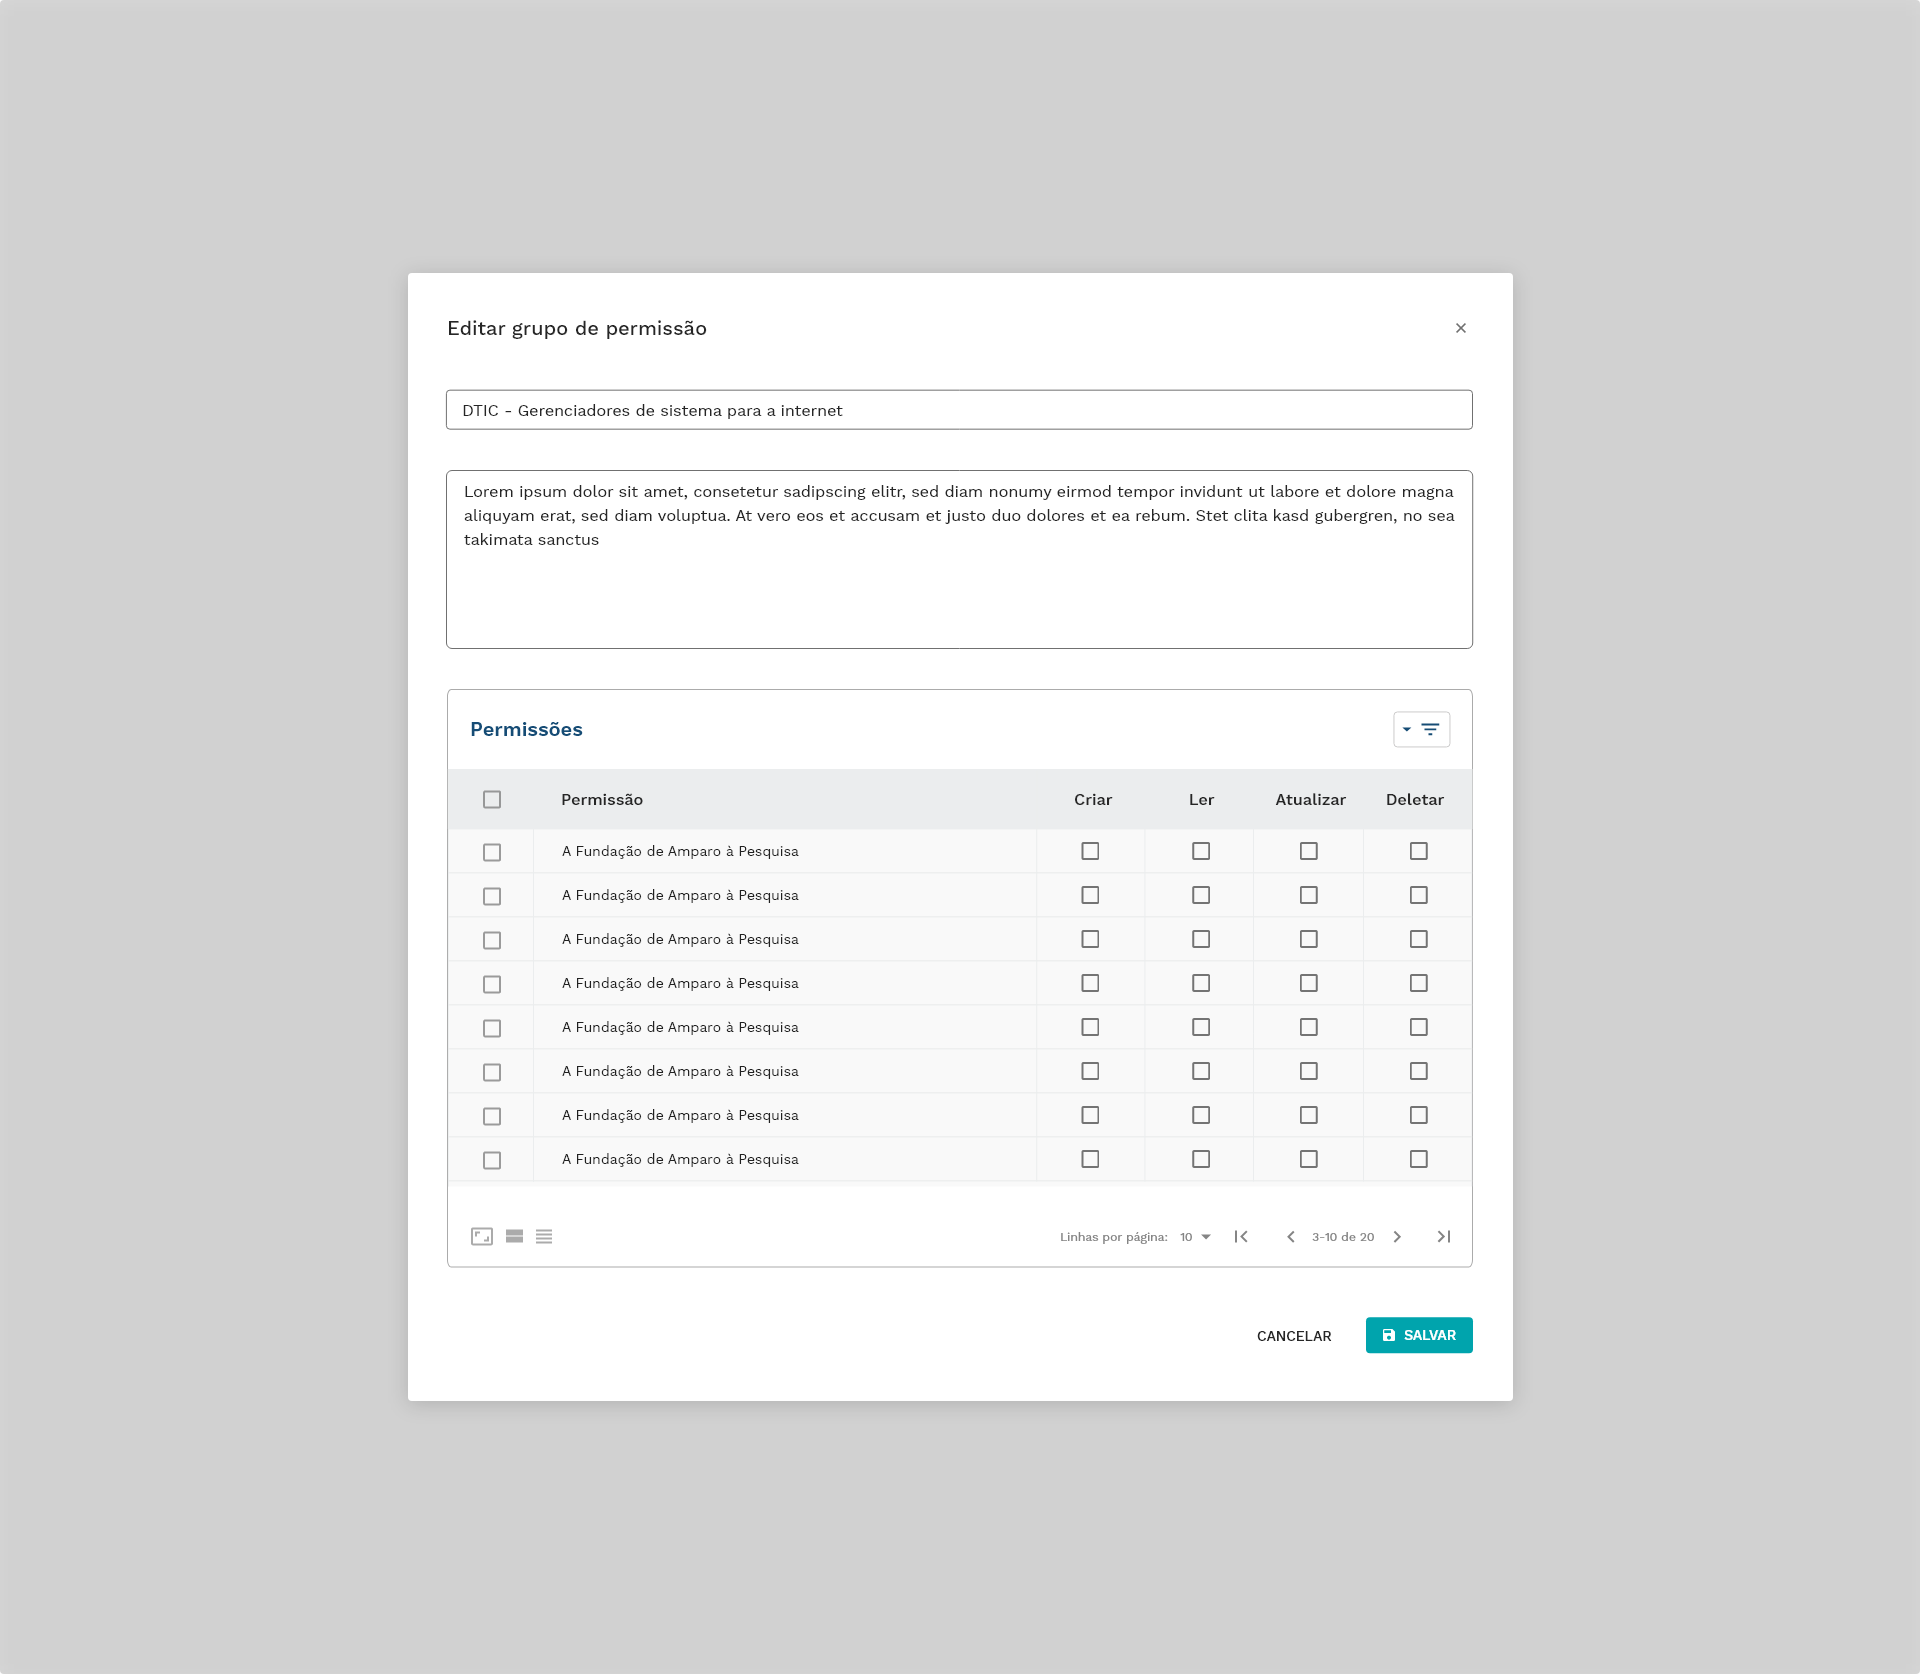 Editar grupo de permissão
DTIC - Gerenciadores de sistema para a internet
Lorem ipsum dolor sit amet, consetetur sadipscing elitr, sed diam nonumy eirmod tempor invidunt ut labore et dolore magna
aliquyam erat, sed diam voluptua. At vero eos et accusam et justo duo dolores et ea rebum. Stet clita kasd gubergren, no sea
takimata sanctus
Permissões
Permissão Criar Ler Atualizar Deletar
A Fundação de Amparo à Pesquisa
A Fundação de Amparo à Pesquisa
A Fundação de Amparo à Pesquisa
A Fundação de Amparo à Pesquisa
A Fundação de Amparo à Pesquisa
A Fundação de Amparo à Pesquisa
A Fundação de Amparo à Pesquisa
A Fundação de Amparo à Pesquisa
Linhas por página: 10 3-10 de 20
CANCELAR SALVAR